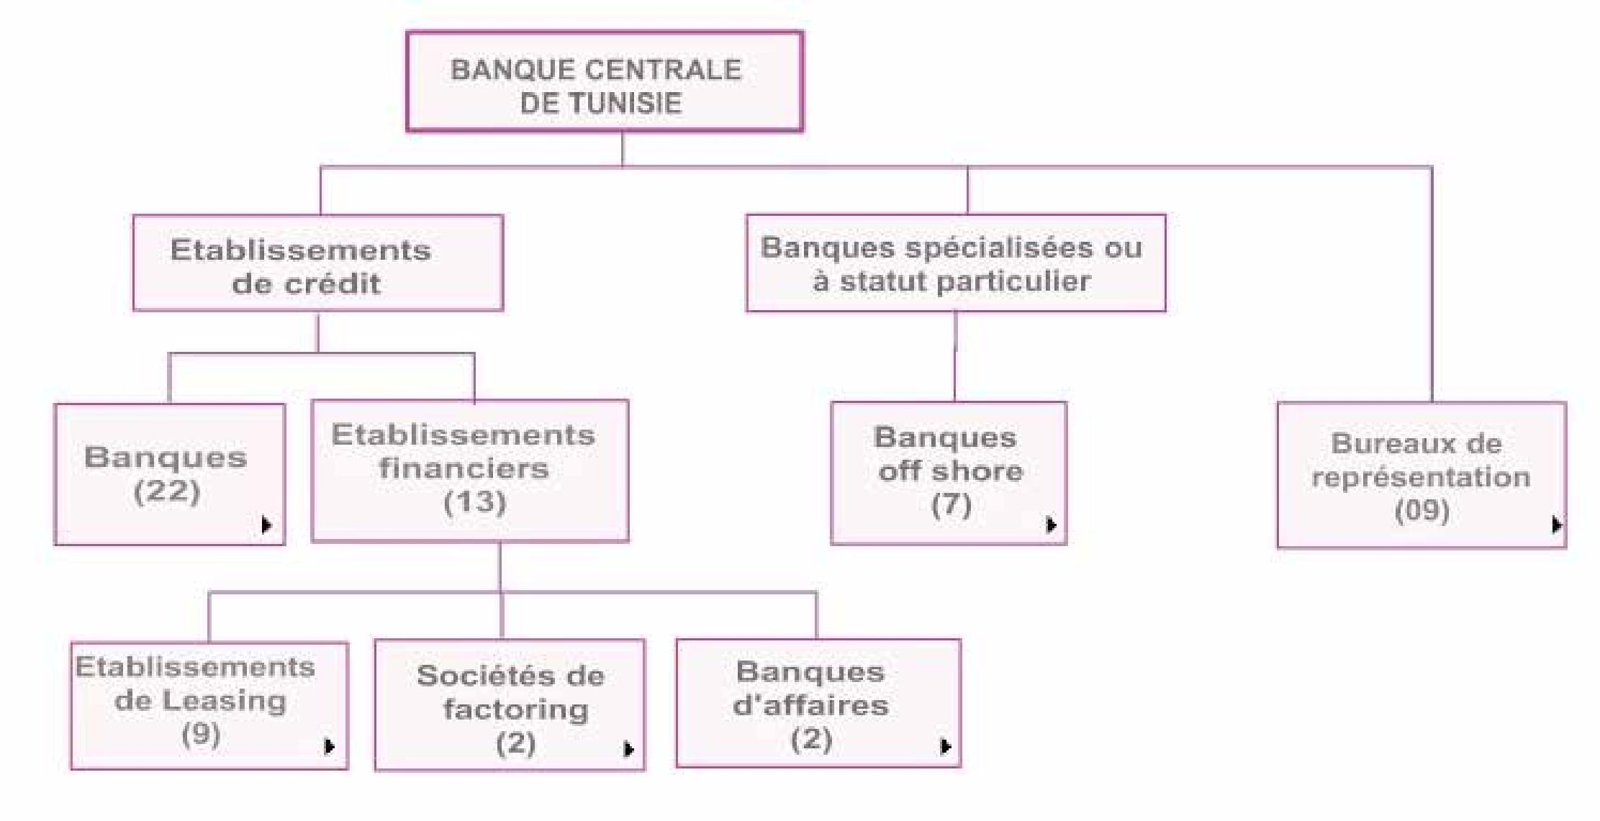 BANQUE CENTRALE
DE TUNISIE
Etablissements
de crédit
Banques spécialisées ou
à statut particulier
Banques
(22)
Etablissements
financiers
(13)
Banques
off shore
(7)
Bureaux de
représentation
(09)
Etablissements
de Leasing
(9)
Sociétés de
factoring
(2)
Banques
d'affaires
(2)